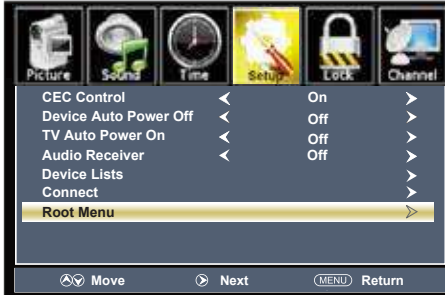 Picture Sound Time Setup Lock Channel
CEC Control On
Device Auto Power Off Off
TV Auto Power On Off
Audio Receiver Off
Device Lists
Connect
Root Menu
Move Next MENU Return